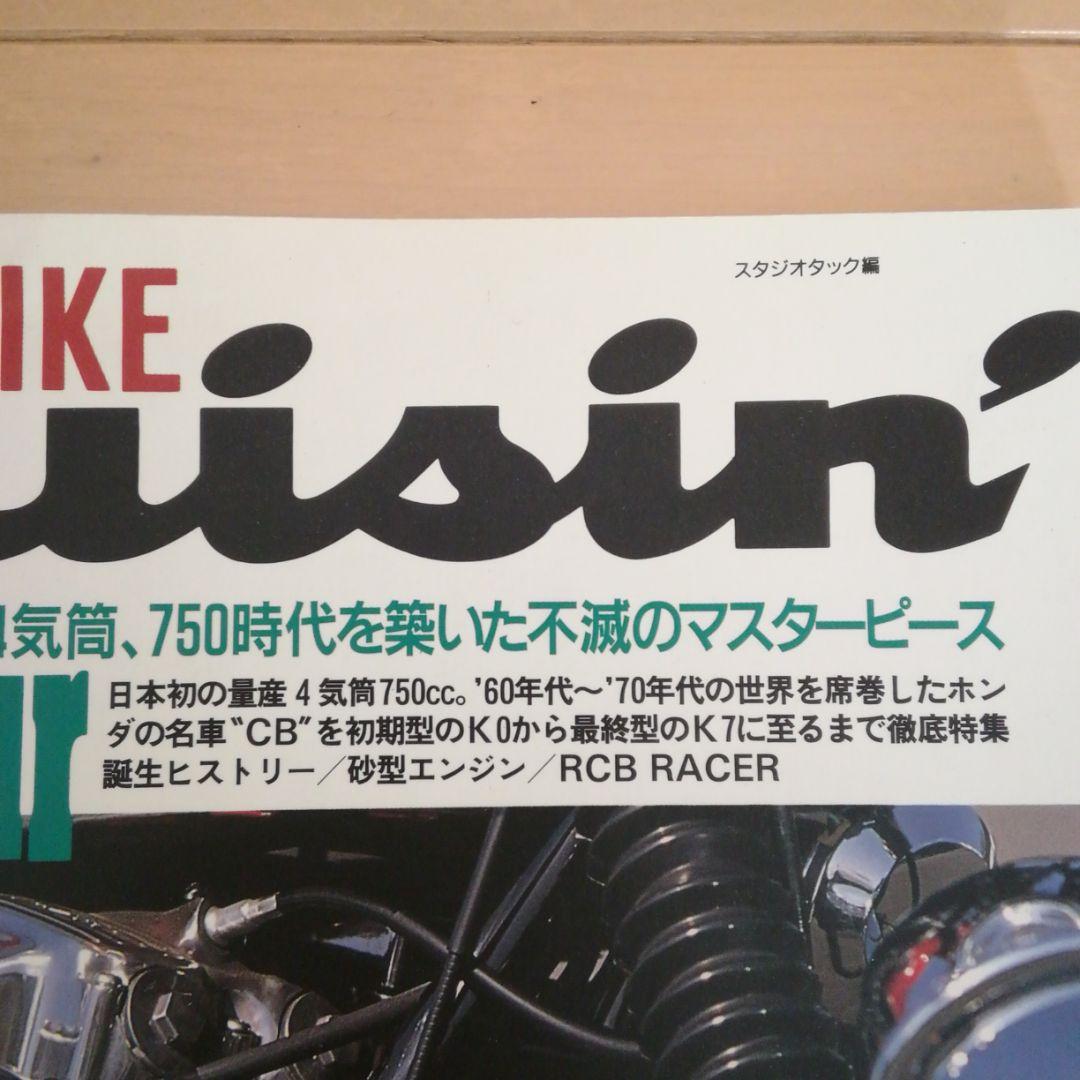 スタジオタック編
IKE
uisin'
4気筒、750時代を築いた不滅のマスターピース
日本初の量産4気筒750cc。'60年代〜'70年代の世界を席巻したホン
ダの名車“CB”を初期型のK0から最終型のK7に至るまで徹底特集
誕生ヒストリー／砂型エンジン／RCB RACER